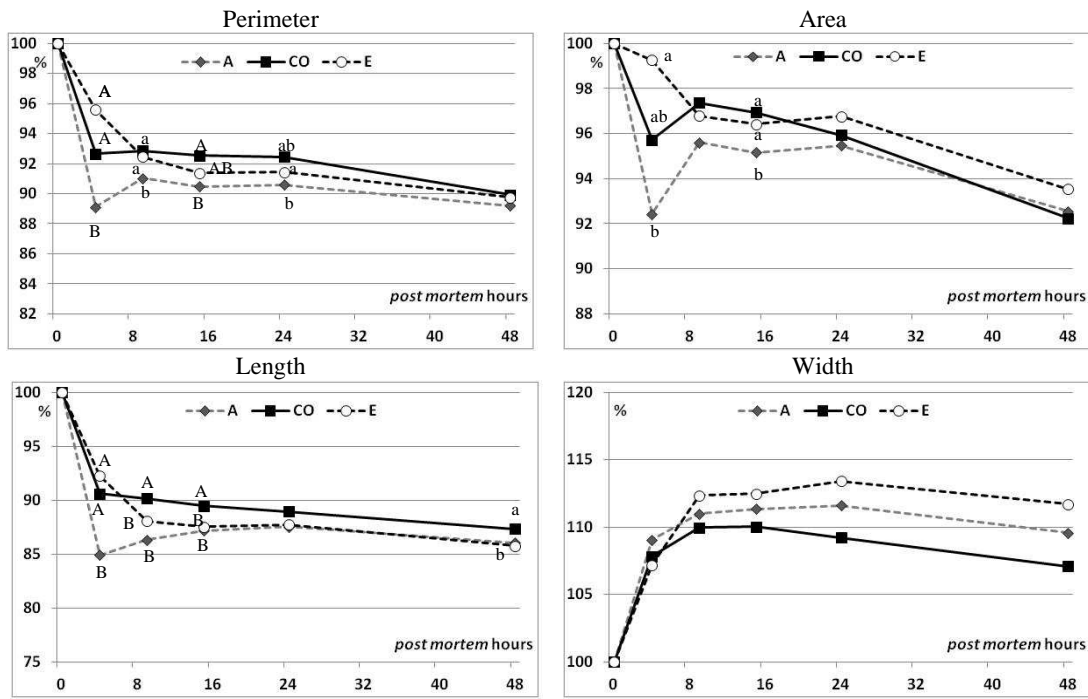 Perimeter
100
%
98
96
94
92
90
88
86
84
82
A CO E
A
A
B
a
a
b
A
AB
B
ab
a
b
post mortem hours
0 8 16 24 32 40 48
Area
100
%
98
96
94
92
90
88
A CO E
a
ab
b
a
a
b
post mortem hours
0 8 16 24 32 40 48
Length
100
%
95
90
85
80
75
A CO E
A
A
B
A
B
B
A
B
B
a
b
post mortem hours
0 8 16 24 32 40 48
Width
120
%
115
110
105
100
A CO E
post mortem hours
0 8 16 24 32 40 48